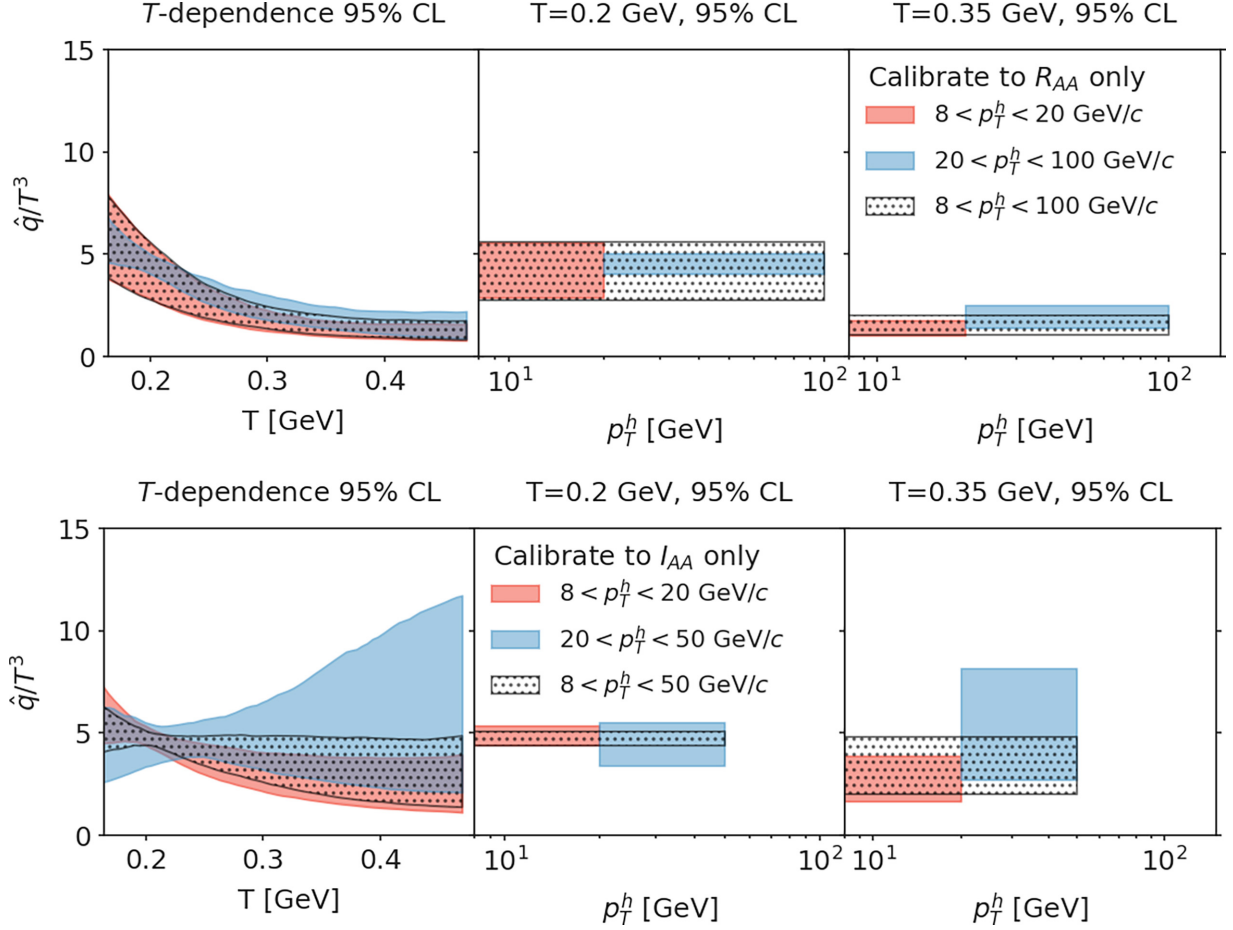 T-dependence 95% CL
T=0.2 GeV, 95% CL
T=0.35 GeV, 95% CL
15
10
5
0
q̂/T³
Calibrate to R_AA only
8 < p_T^h < 20 GeV/c
20 < p_T^h < 100 GeV/c
8 < p_T^h < 100 GeV/c
0.2 0.3 0.4
10¹ 10²
10¹ 10²
T [GeV]
p_T^h [GeV]
p_T^h [GeV]
T-dependence 95% CL
T=0.2 GeV, 95% CL
T=0.35 GeV, 95% CL
15
10
5
0
q̂/T³
Calibrate to I_AA only
8 < p_T^h < 20 GeV/c
20 < p_T^h < 50 GeV/c
8 < p_T^h < 50 GeV/c
0.2 0.3 0.4
10¹ 10²
10¹ 10²
T [GeV]
p_T^h [GeV]
p_T^h [GeV]